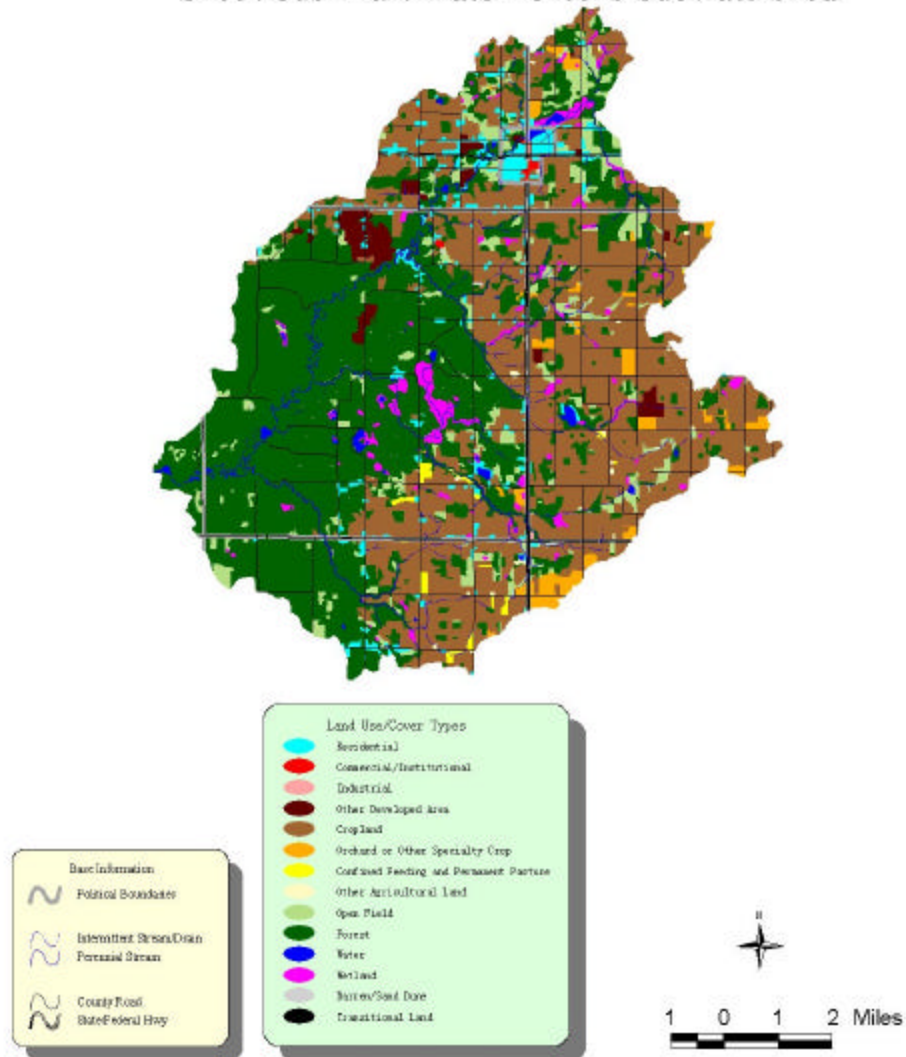 Land Use/Cover Types
Residential
Commercial/Institutional
Industrial
Other Developed Area
Cropland
Orchard or Other Specialty Crop
Confined Feeding and Permanent Pasture
Other Agricultural Land
Open Field
Forest
Water
Wetland
Barren/Sand Dune
Transitional Land
Base Information
Political Boundaries
Intermittent Stream/Drain
Perennial Stream
County Road
State/Federal Hwy
N
1 0 1 2 Miles